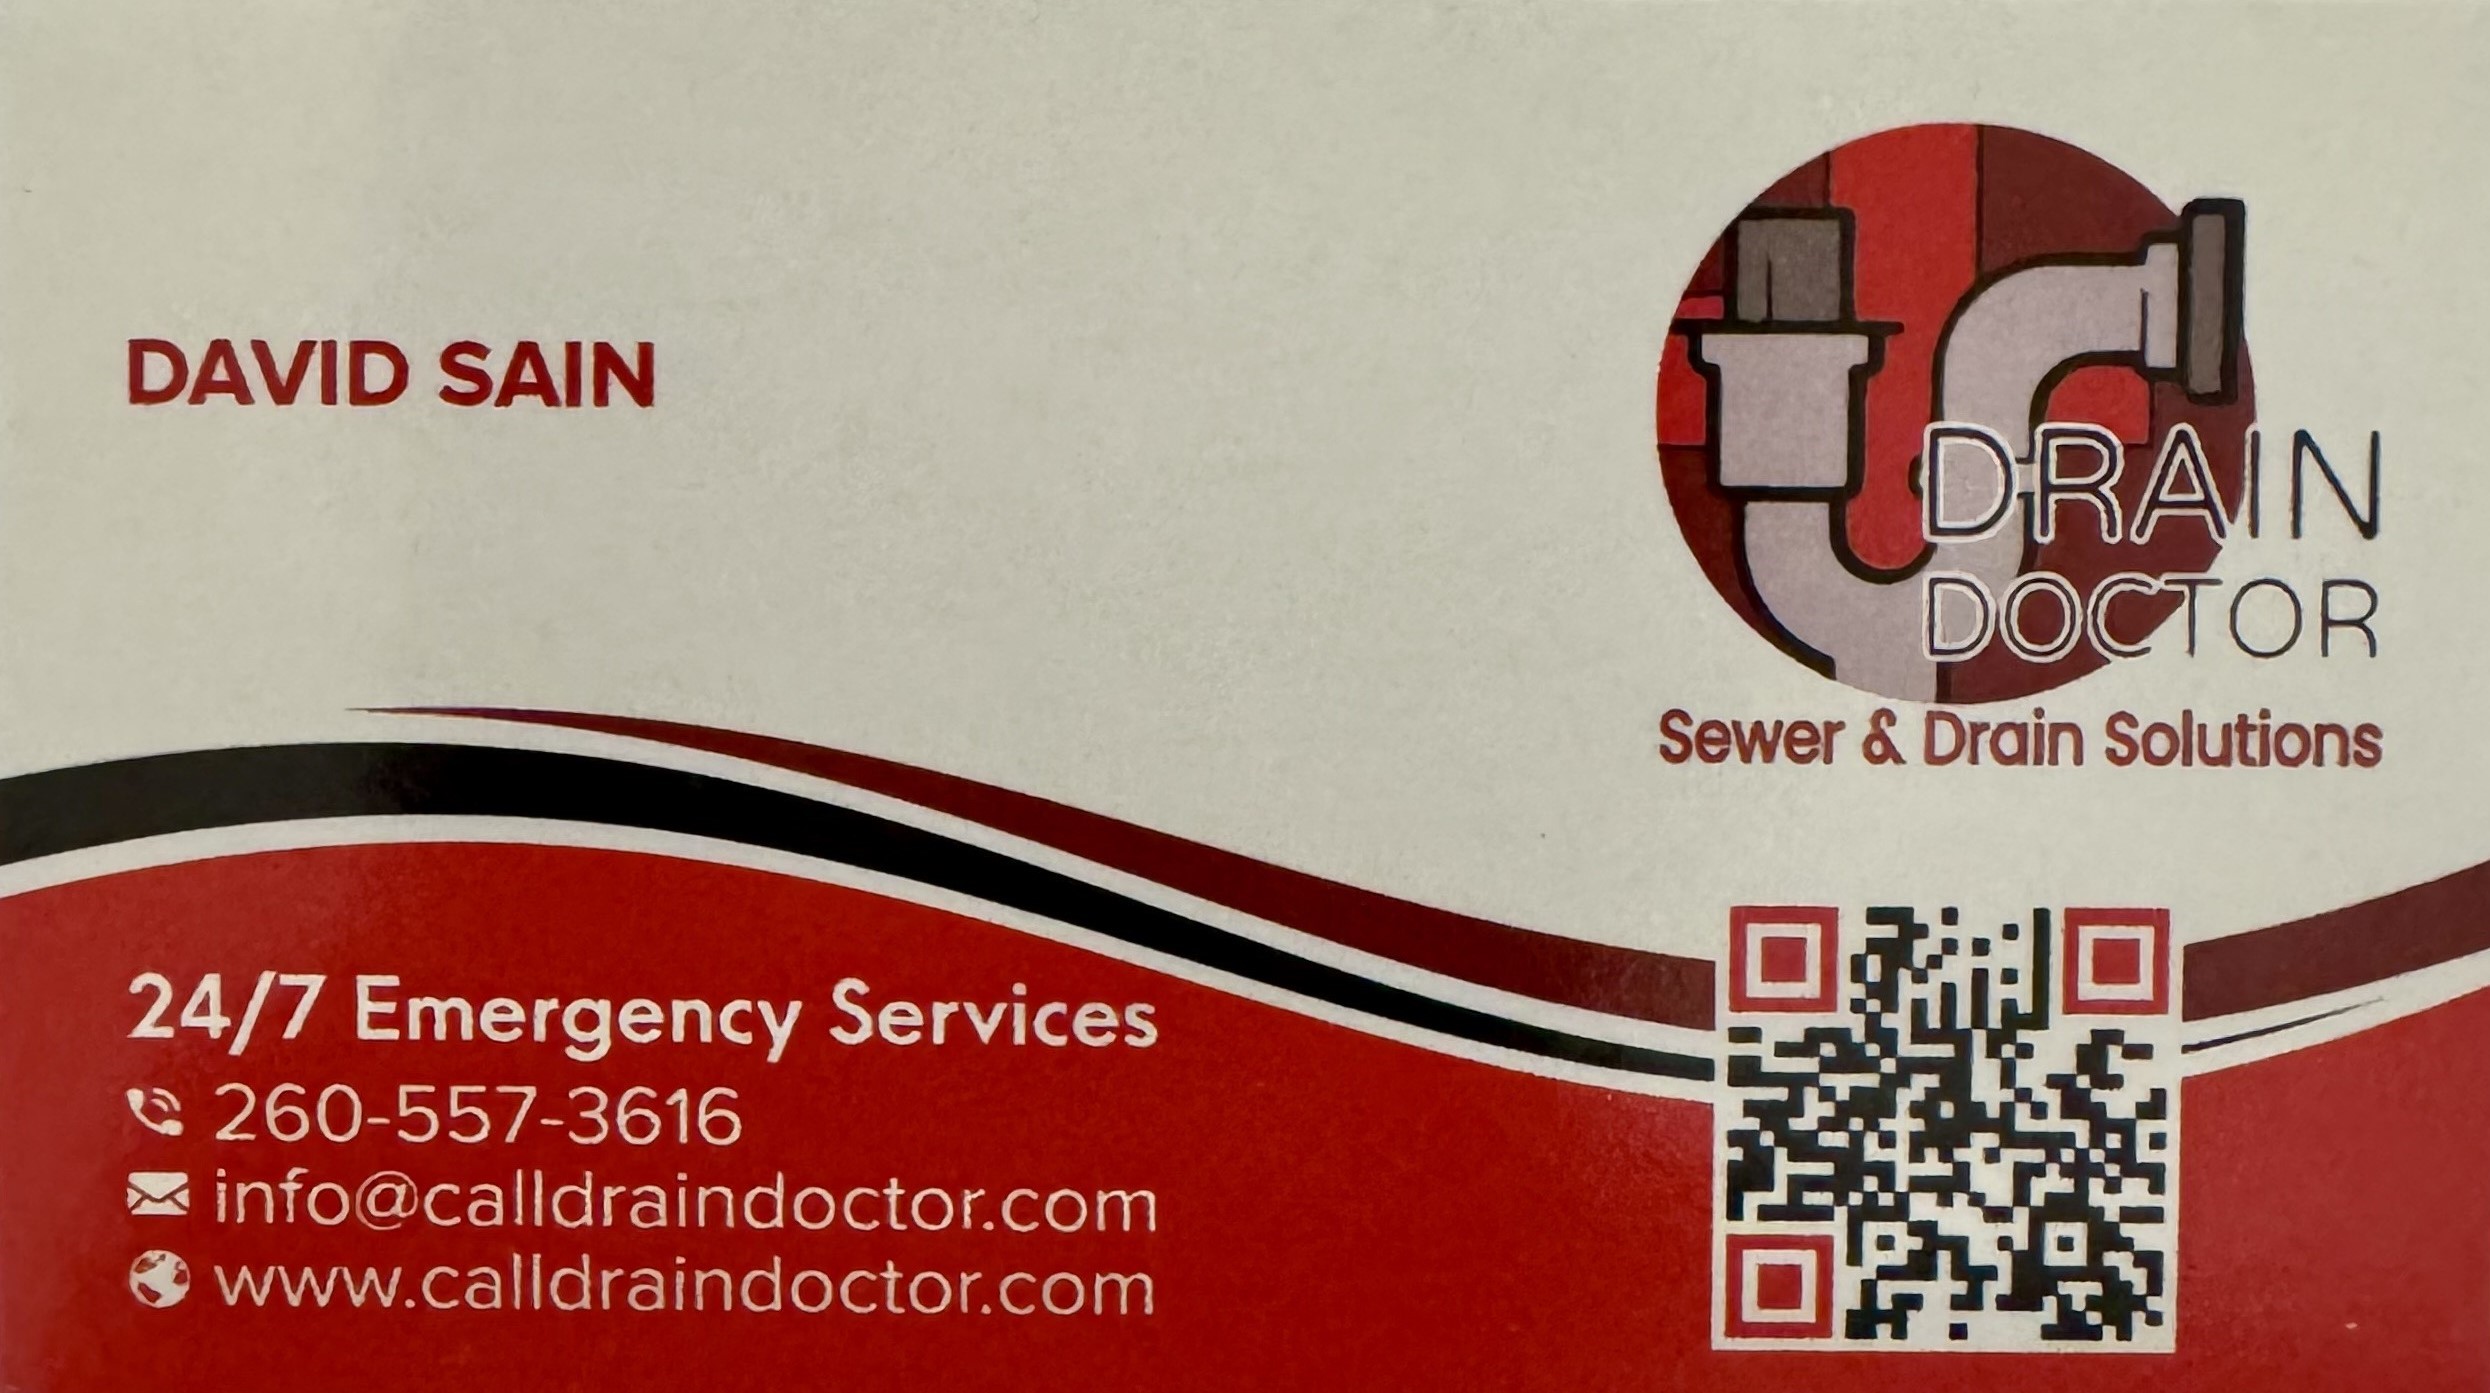 DAVID SAIN
DRAIN
DOCTOR
Sewer & Drain Solutions
24/7 Emergency Services
260-557-3616
info@calldraindoctor.com
www.calldraindoctor.com